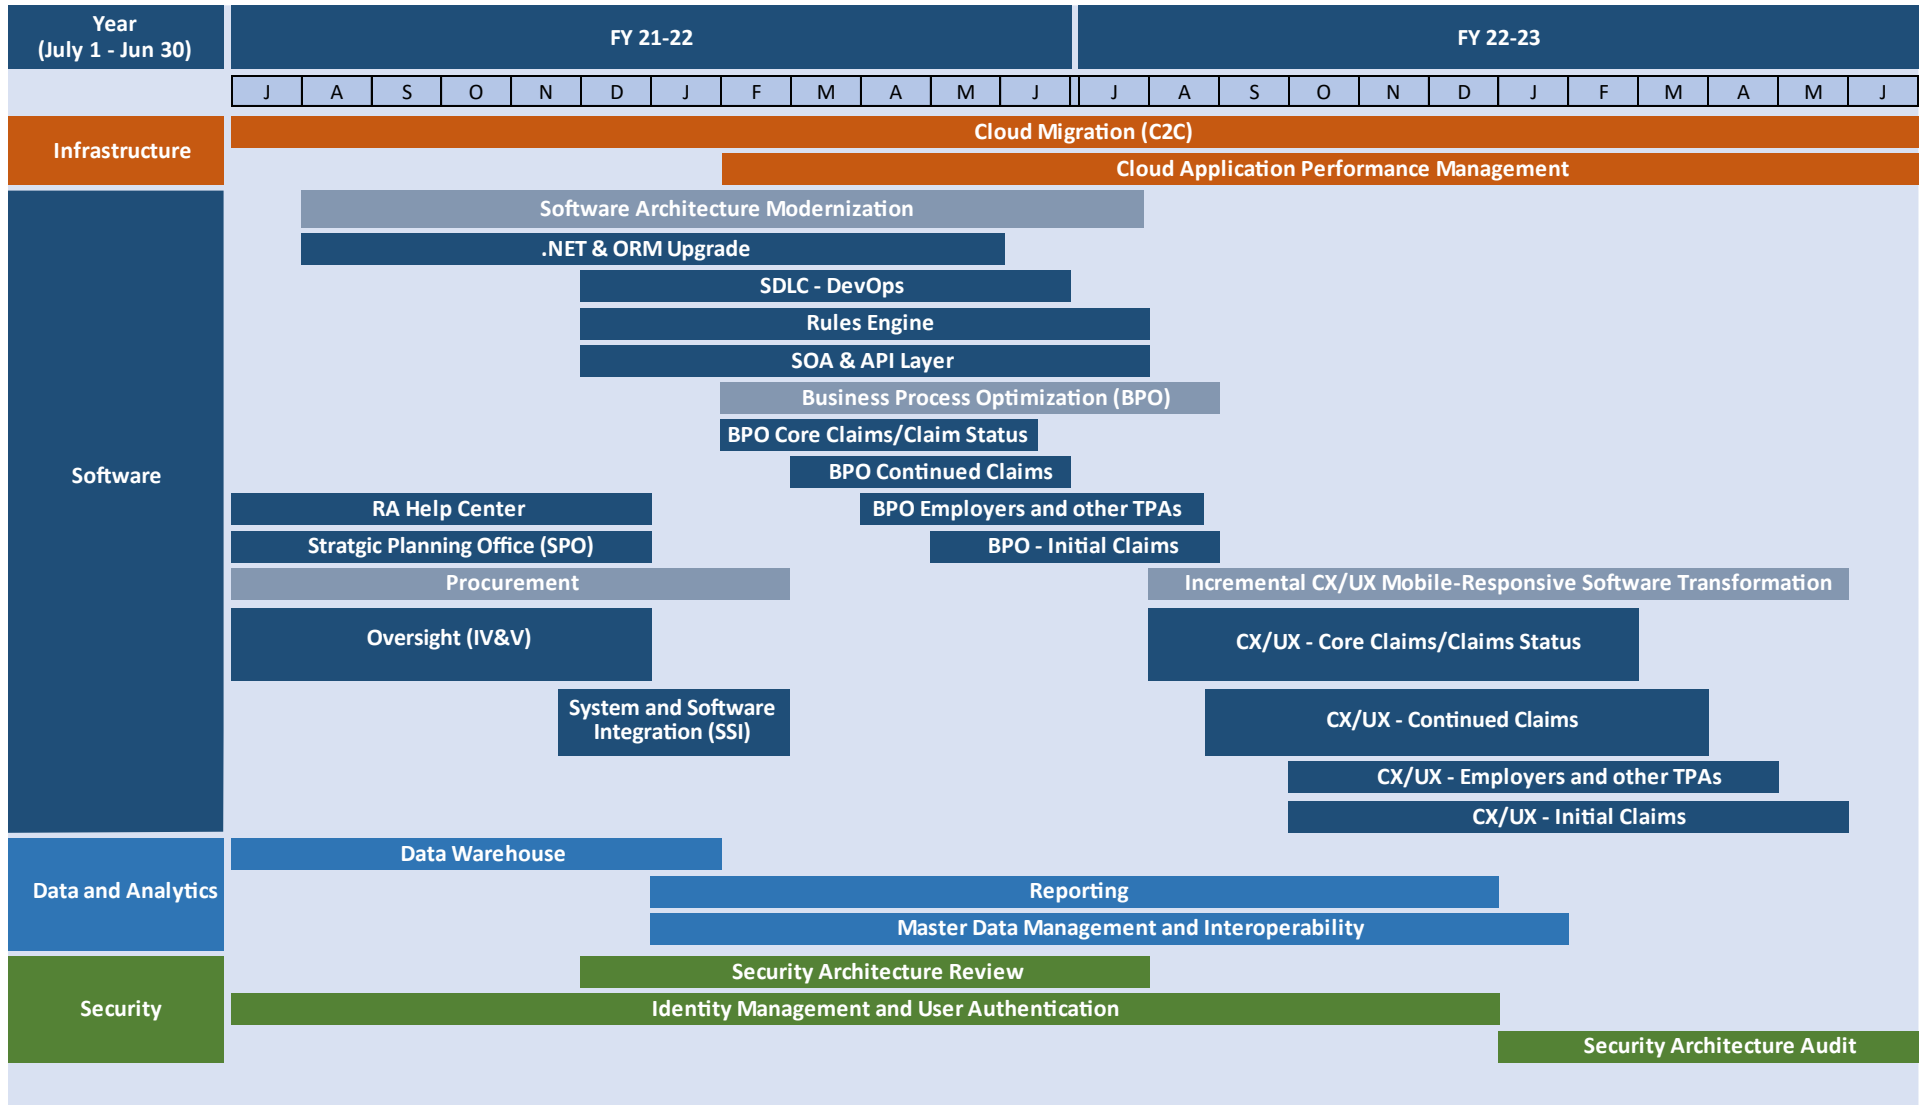 Year
(July 1 - Jun 30)
FY 21-22
FY 22-23
J A S O N D J F M A M J J A S O N D J F M A M J
Infrastructure
Cloud Migration (C2C)
Cloud Application Performance Management
Software
Software Architecture Modernization
.NET & ORM Upgrade
SDLC - DevOps
Rules Engine
SOA & API Layer
Business Process Optimization (BPO)
BPO Core Claims/Claim Status
BPO Continued Claims
RA Help Center
BPO Employers and other TPAs
Stratgic Planning Office (SPO)
BPO - Initial Claims
Procurement
Incremental CX/UX Mobile-Responsive Software Transformation
Oversight (IV&V)
CX/UX - Core Claims/Claims Status
System and Software
Integration (SSI)
CX/UX - Continued Claims
CX/UX - Employers and other TPAs
CX/UX - Initial Claims
Data and Analytics
Data Warehouse
Reporting
Master Data Management and Interoperability
Security
Security Architecture Review
Identity Management and User Authentication
Security Architecture Audit